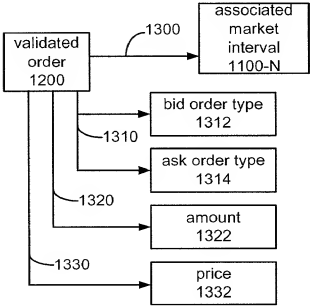 validated
order
1200
1300
associated
market
interval
1100-N
bid order type
1312
1310
ask order type
1314
1320
amount
1322
1330
price
1332